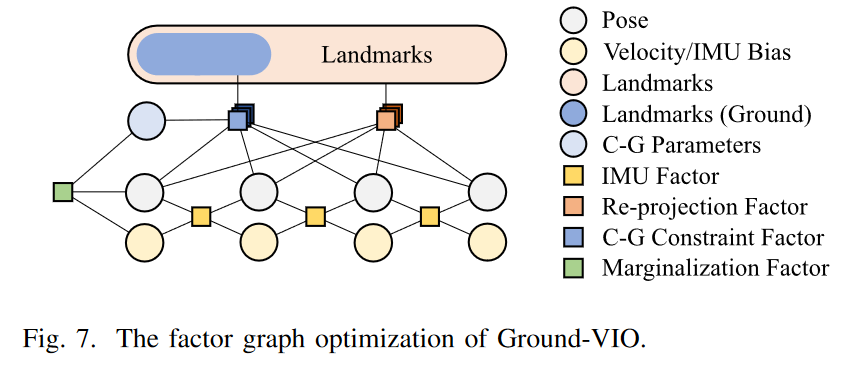 Landmarks
Pose
Velocity/IMU Bias
Landmarks
Landmarks (Ground)
C-G Parameters
IMU Factor
Re-projection Factor
C-G Constraint Factor
Marginalization Factor
Fig. 7. The factor graph optimization of Ground-VIO.